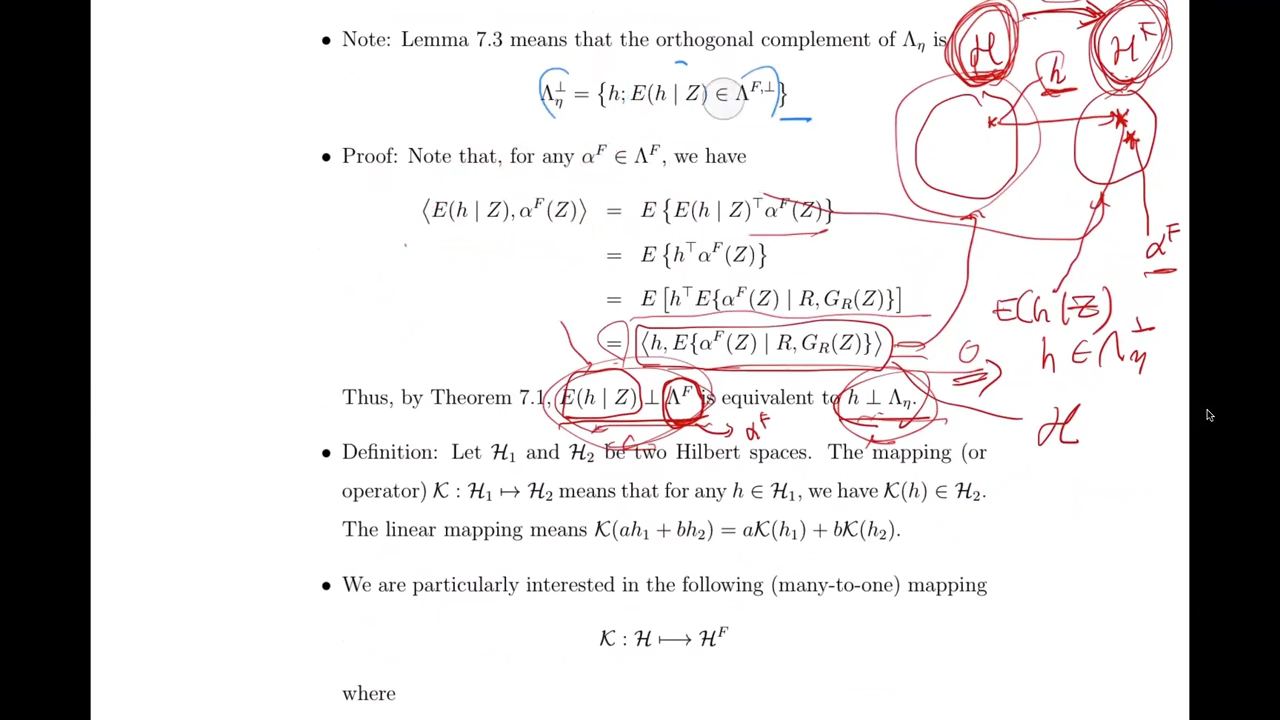 • Note: Lemma 7.3 means that the orthogonal complement of Λ_η is
Λ_η^⊥ = {h; E(h | Z) ∈ Λ^{F,⊥}}
• Proof: Note that, for any α^F ∈ Λ^F, we have
⟨E(h | Z), α^F(Z)⟩ = E{E(h | Z)^⊤ α^F(Z)}
= E{h^⊤ α^F(Z)}
= E[h^⊤ E{α^F(Z) | R, G_R(Z)}]
= ⟨h, E{α^F(Z) | R, G_R(Z)}⟩
Thus, by Theorem 7.1, E(h | Z) ⊥ Λ^F is equivalent to h ⊥ Λ_η.
• Definition: Let ℋ_1 and ℋ_2 be two Hilbert spaces. The mapping (or
operator) 𝒦 : ℋ_1 ↦ ℋ_2 means that for any h ∈ ℋ_1, we have 𝒦(h) ∈ ℋ_2.
The linear mapping means 𝒦(ah_1 + bh_2) = a𝒦(h_1) + b𝒦(h_2).
• We are particularly interested in the following (many-to-one) mapping
𝒦 : ℋ ⟼ ℋ^F
where
ℋ
ℋ^F
h
α^F
E(h|Z)
0
h ∈ Λ_η^⊥
α^F
ℋ